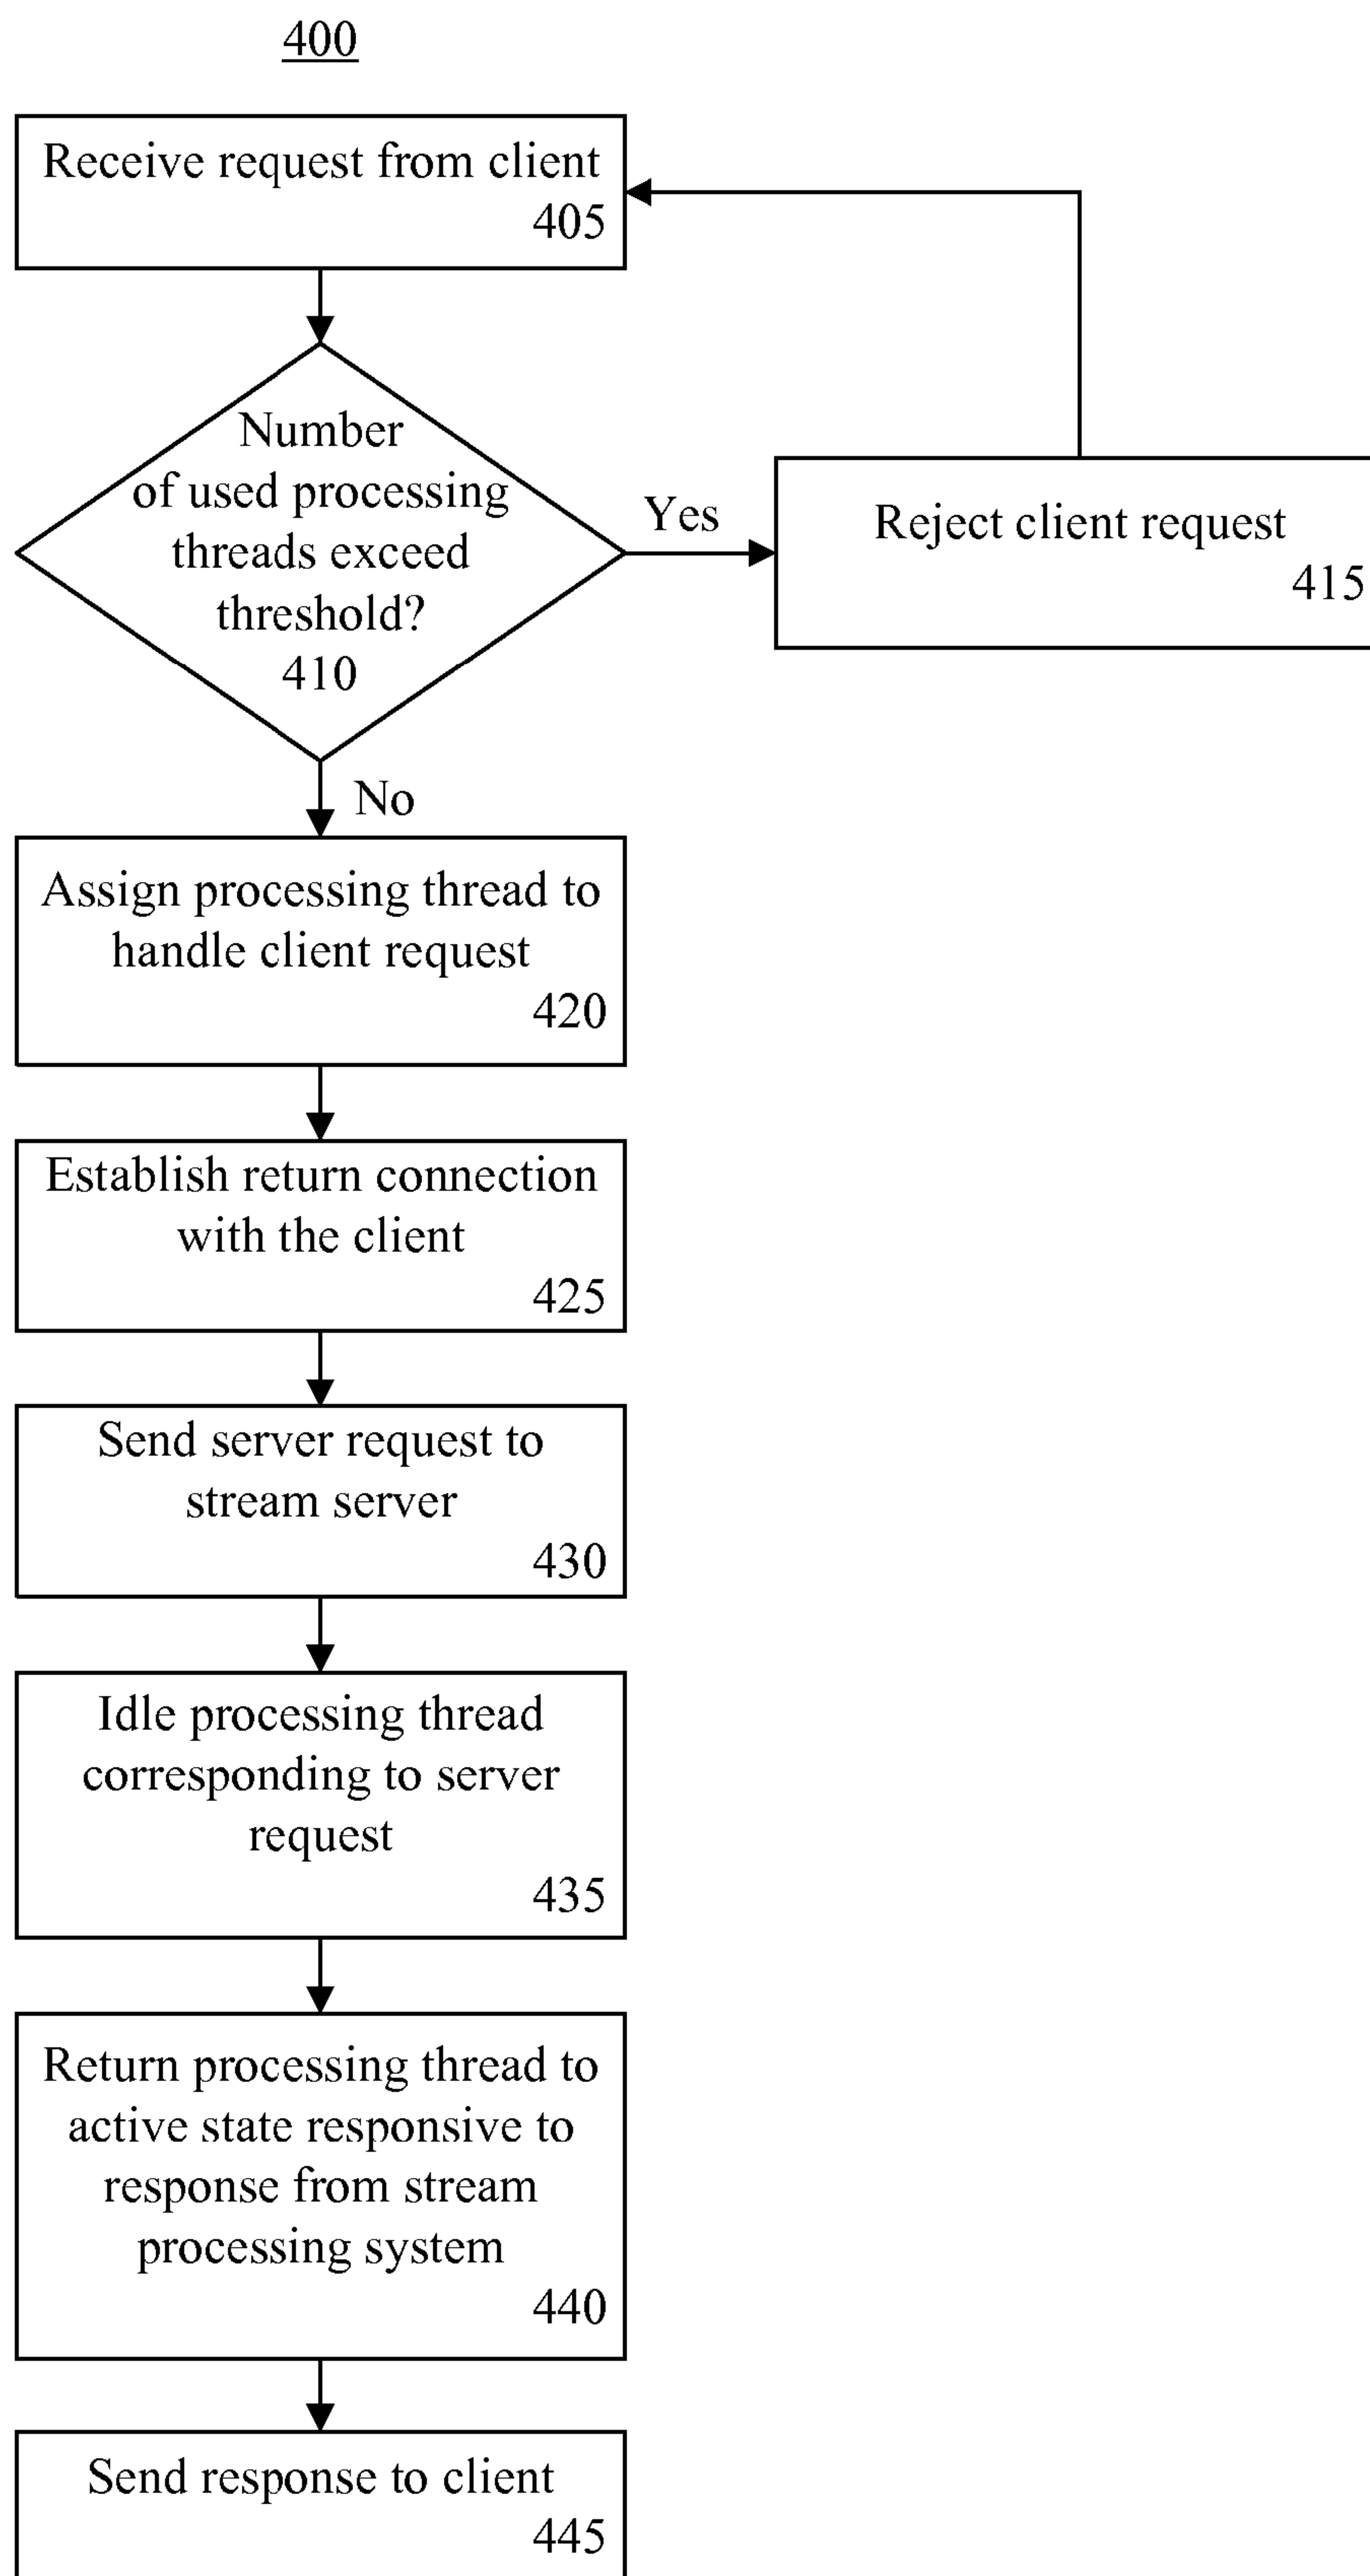 400
Receive request from client
405
Number
of used processing
threads exceed
threshold?
410
Yes
Reject client request
415
No
Assign processing thread to
handle client request
420
Establish return connection
with the client
425
Send server request to
stream server
430
Idle processing thread
corresponding to server
request
435
Return processing thread to
active state responsive to
response from stream
processing system
440
Send response to client
445